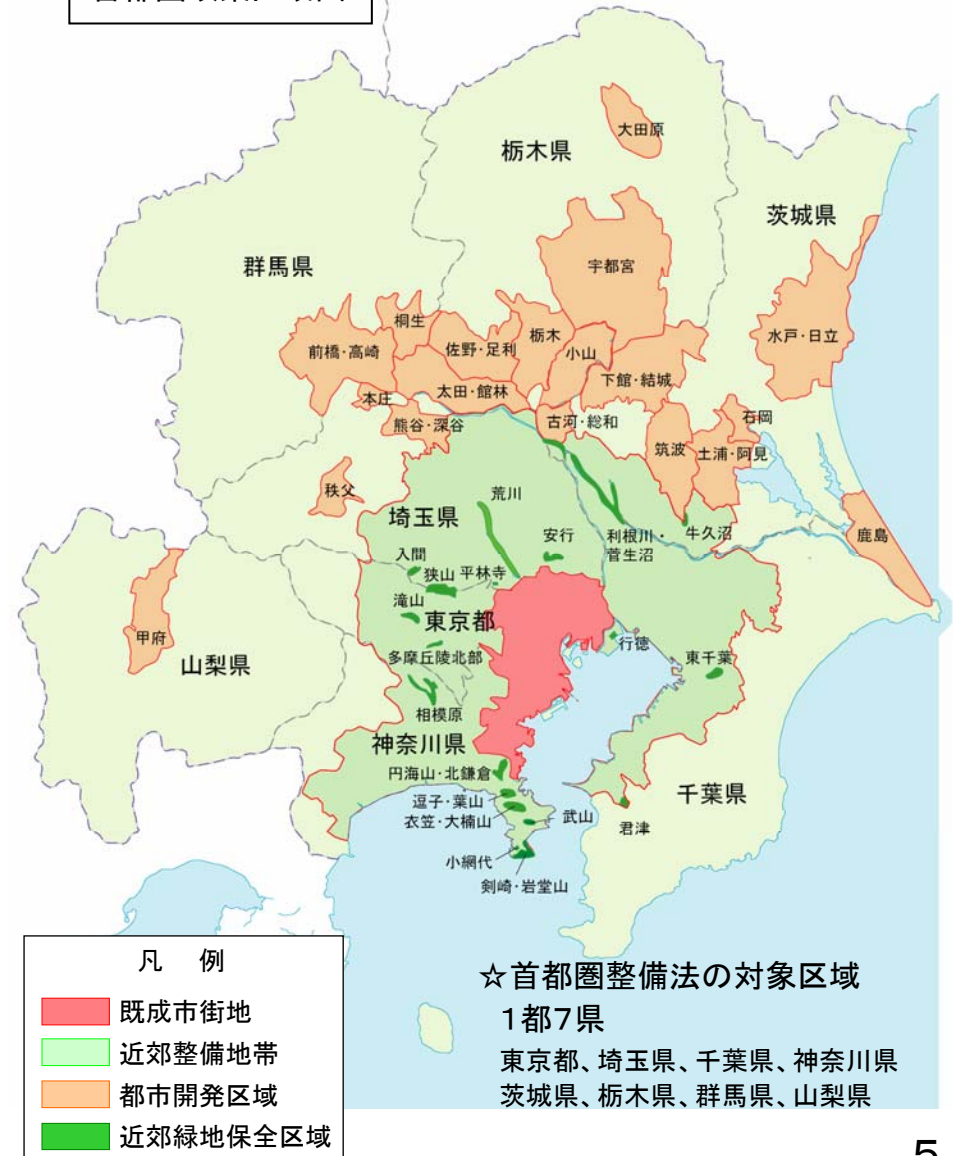 大田原
栃木県
茨城県
宇都宮
群馬県
桐生
栃木
水戸・日立
前橋・高崎
佐野・足利
小山
下館・結城
太田・館林
本庄
石岡
熊谷・深谷
古河・総和
筑波
土浦・阿見
秩父
荒川
埼玉県
安行
利根川・
菅生沼
牛久沼
鹿島
入間
狭山
平林寺
滝山
東京都
甲府
行徳
多摩丘陵北部
東千葉
山梨県
相模原
神奈川県
円海山・北鎌倉
千葉県
逗子・葉山
衣笠・大楠山
武山
君津
小網代
剣崎・岩堂山
凡 例
既成市街地
近郊整備地帯
都市開発区域
近郊緑地保全区域
☆首都圏整備法の対象区域
1都7県
東京都、埼玉県、千葉県、神奈川県
茨城県、栃木県、群馬県、山梨県
5